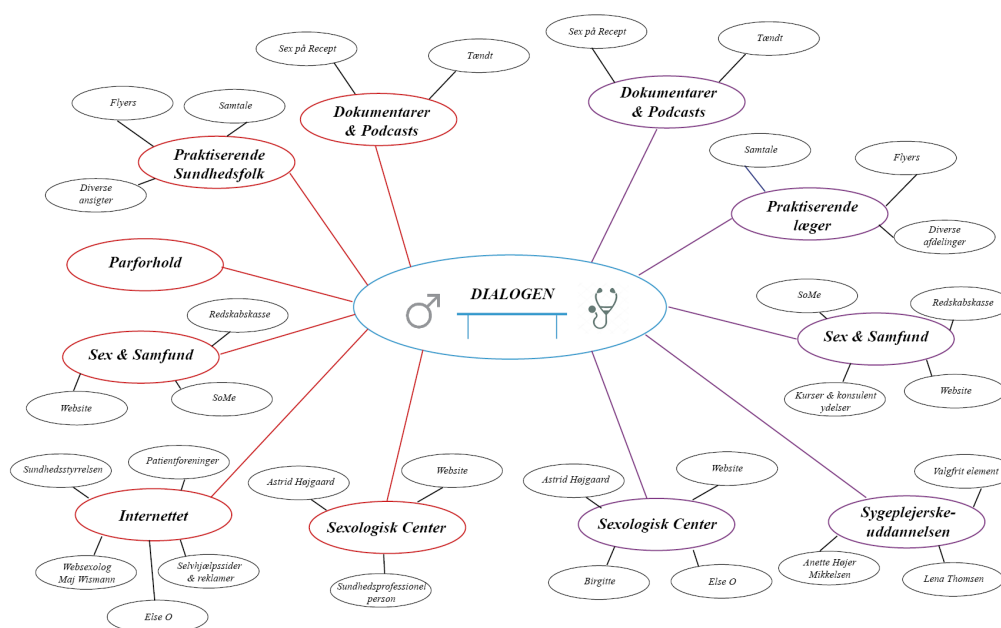 Sex på Recept
Tændt
Dokumentarer
& Podcasts
Sex på Recept
Tændt
Dokumentarer
& Podcasts
Flyers
Samtale
Praktiserende
Sundhedsfolk
Diverse
ansigter
Samtale
Flyers
Praktiserende
læger
Diverse
afdelinger
Parforhold
DIALOGEN
Redskabskasse
Sex & Samfund
Website
SoMe
SoMe
Redskabskasse
Sex & Samfund
Kurser & konsulent
ydelser
Website
Sundhedsstyrelsen
Patientforeninger
Internettet
Websexolog
Maj Wismann
Selvhjælpssider
& reklamer
Else O
Astrid Højgaard
Website
Sexologisk Center
Sundhedsprofessionel
person
Astrid Højgaard
Website
Sexologisk Center
Birgitte
Else O
Valgfrit element
Sygeplejerske-
uddannelsen
Anette Højer
Mikkelsen
Lena Thomsen